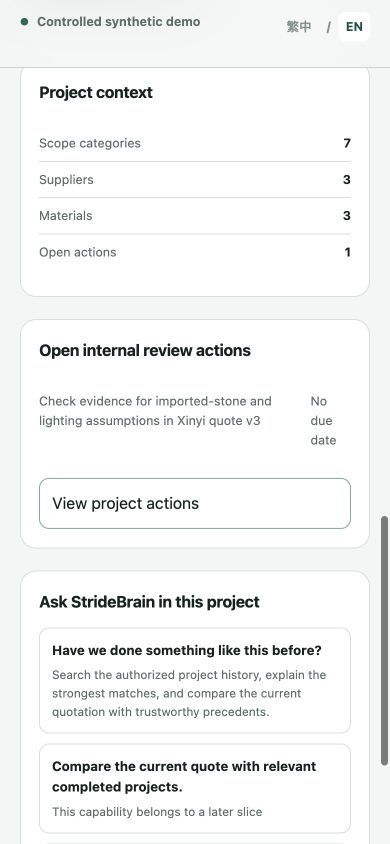 Controlled synthetic demo
繁中 / EN
Project context
Scope categories 7
Suppliers 3
Materials 3
Open actions 1
Open internal review actions
Check evidence for imported-stone and
lighting assumptions in Xinyi quote v3
No
due
date
View project actions
Ask StrideBrain in this project
Have we done something like this before?
Search the authorized project history, explain the
strongest matches, and compare the current
quotation with trustworthy precedents.
Compare the current quote with relevant
completed projects.
This capability belongs to a later slice